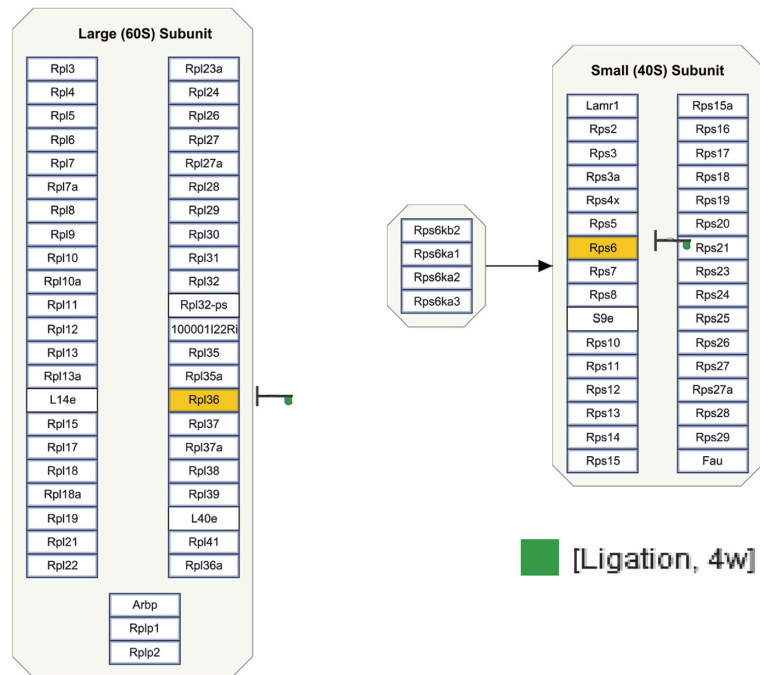 Large (60S) Subunit
Rpl3
Rpl4
Rpl5
Rpl6
Rpl7
Rpl7a
Rpl8
Rpl9
Rpl10
Rpl10a
Rpl11
Rpl12
Rpl13
Rpl13a
L14e
Rpl15
Rpl17
Rpl18
Rpl18a
Rpl19
Rpl21
Rpl22
Rpl23a
Rpl24
Rpl26
Rpl27
Rpl27a
Rpl28
Rpl29
Rpl30
Rpl31
Rpl32
Rpl32-ps
100001I22Ri
Rpl35
Rpl35a
Rpl36
Rpl37
Rpl37a
Rpl38
Rpl39
L40e
Rpl41
Rpl36a
Arbp
Rplp1
Rplp2
Rps6kb2
Rps6ka1
Rps6ka2
Rps6ka3
Small (40S) Subunit
Lamr1
Rps2
Rps3
Rps3a
Rps4x
Rps5
Rps6
Rps7
Rps8
S9e
Rps10
Rps11
Rps12
Rps13
Rps14
Rps15
Rps15a
Rps16
Rps17
Rps18
Rps19
Rps20
Rps21
Rps23
Rps24
Rps25
Rps26
Rps27
Rps27a
Rps28
Rps29
Fau
[Ligation, 4w]